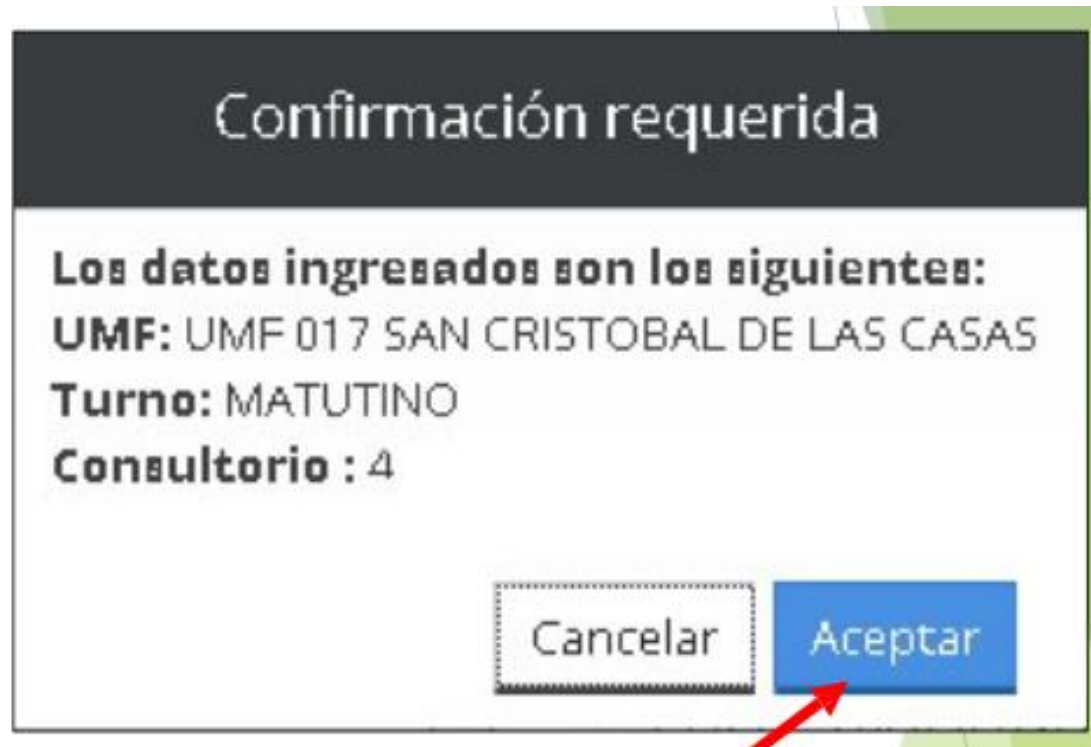 Confirmación requerida
Los datos ingresados son los siguientes:
UMF: UMF 017 SAN CRISTOBAL DE LAS CASAS
Turno: MATUTINO
Consultorio : 4
Cancelar
Aceptar